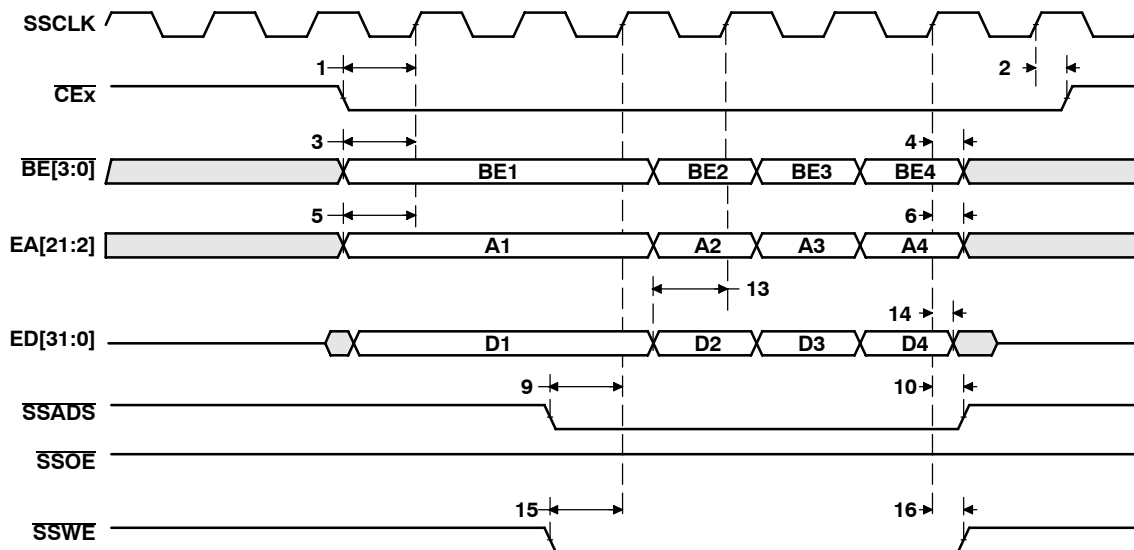 SSCLK
1
2
CEx
3
4
BE[3:0]
BE1
BE2
BE3
BE4
5
6
EA[21:2]
A1
A2
A3
A4
13
14
ED[31:0]
D1
D2
D3
D4
9
10
SSADS
SSOE
15
16
SSWE